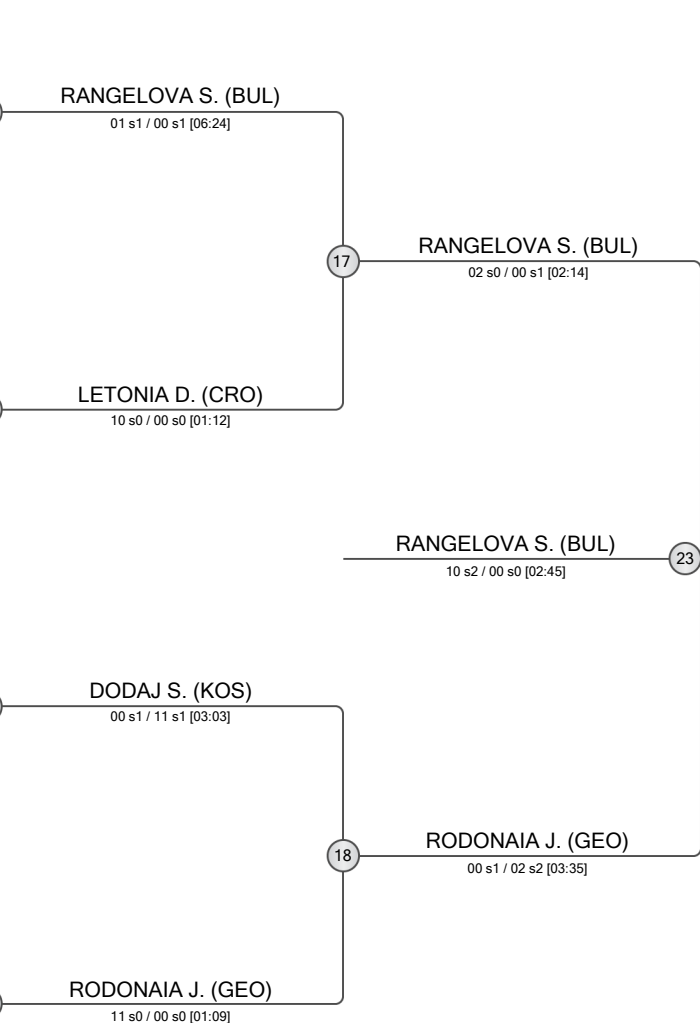 RANGELOVA S. (BUL)
01 s1 / 00 s1 [06:24]
17
RANGELOVA S. (BUL)
02 s0 / 00 s1 [02:14]
LETONIA D. (CRO)
10 s0 / 00 s0 [01:12]
RANGELOVA S. (BUL)
10 s2 / 00 s0 [02:45]
23
DODAJ S. (KOS)
00 s1 / 11 s1 [03:03]
18
RODONAIA J. (GEO)
00 s1 / 02 s2 [03:35]
RODONAIA J. (GEO)
11 s0 / 00 s0 [01:09]